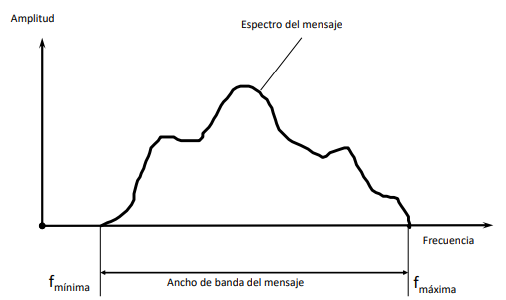 Amplitud
Espectro del mensaje
Frecuencia
fmínima
Ancho de banda del mensaje
fmáxima